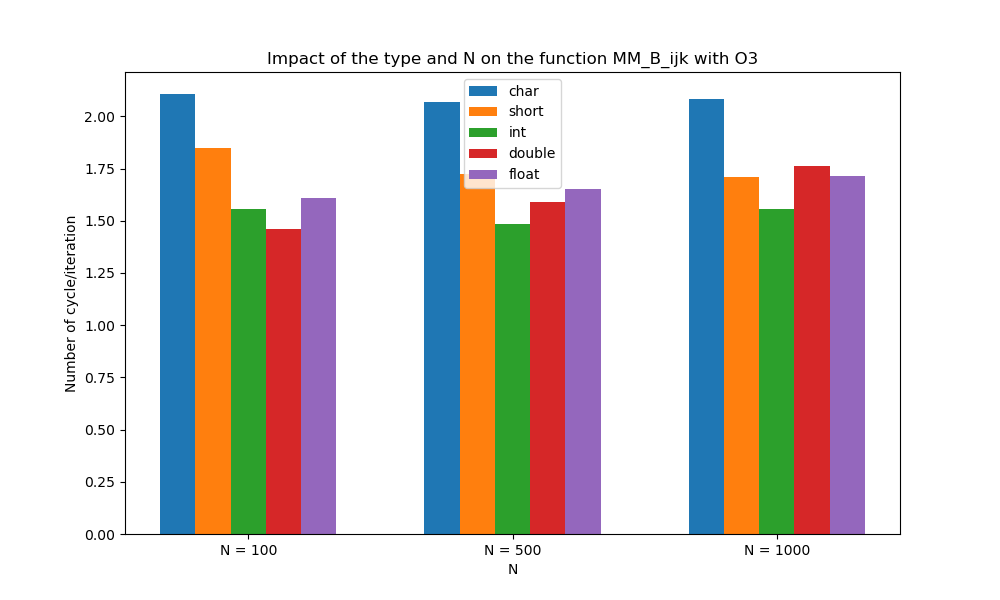 Impact of the type and N on the function MM_B_ijk with O3
char
short
int
double
float
Number of cycle/iteration
2.00
1.75
1.50
1.25
1.00
0.75
0.50
0.25
0.00
N = 100
N = 500
N = 1000
N